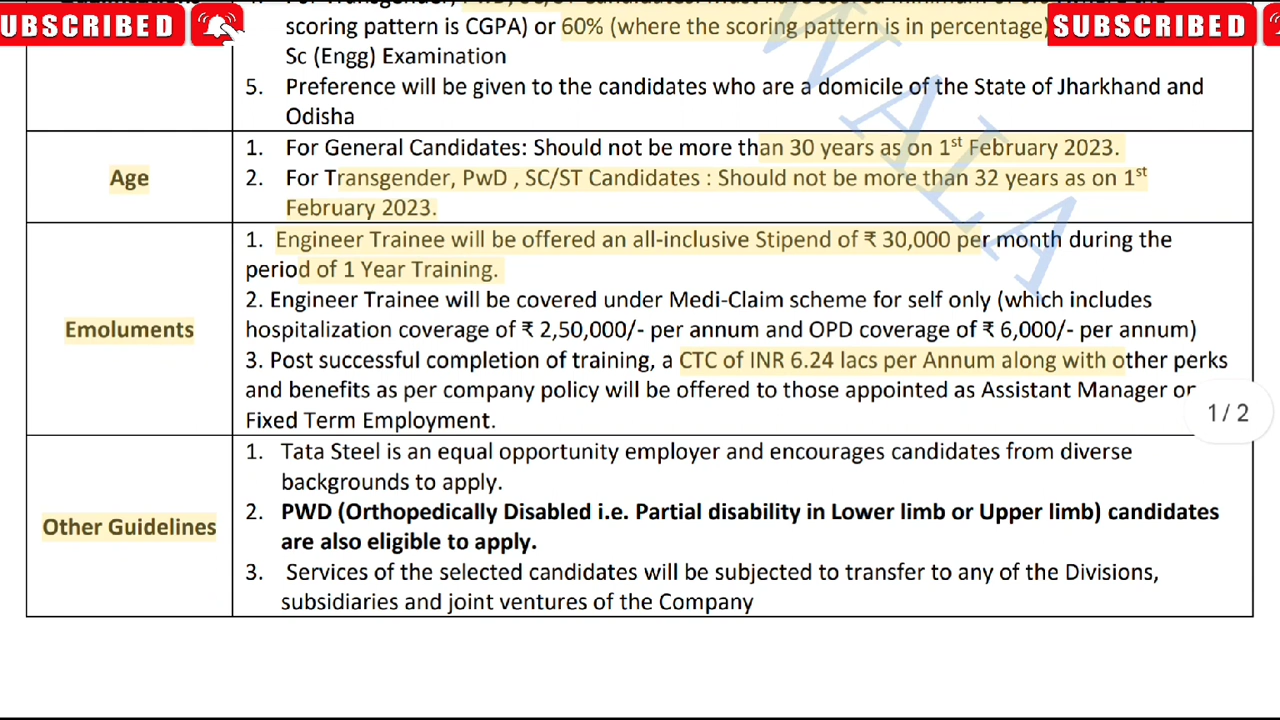 UBSCRIBED
SUBSCRIBED
scoring pattern is CGPA) or 60% (where the scoring pattern is in percentage)
Sc (Engg) Examination
5. Preference will be given to the candidates who are a domicile of the State of Jharkhand and
Odisha
Age
1. For General Candidates: Should not be more than 30 years as on 1st February 2023.
2. For Transgender, PwD , SC/ST Candidates : Should not be more than 32 years as on 1st
February 2023.
Emoluments
1. Engineer Trainee will be offered an all-inclusive Stipend of ₹ 30,000 per month during the
period of 1 Year Training.
2. Engineer Trainee will be covered under Medi-Claim scheme for self only (which includes
hospitalization coverage of ₹ 2,50,000/- per annum and OPD coverage of ₹ 6,000/- per annum)
3. Post successful completion of training, a CTC of INR 6.24 lacs per Annum along with other perks
and benefits as per company policy will be offered to those appointed as Assistant Manager or
Fixed Term Employment.
1 / 2
Other Guidelines
1. Tata Steel is an equal opportunity employer and encourages candidates from diverse
backgrounds to apply.
2. PWD (Orthopedically Disabled i.e. Partial disability in Lower limb or Upper limb) candidates
are also eligible to apply.
3. Services of the selected candidates will be subjected to transfer to any of the Divisions,
subsidiaries and joint ventures of the Company
WALA